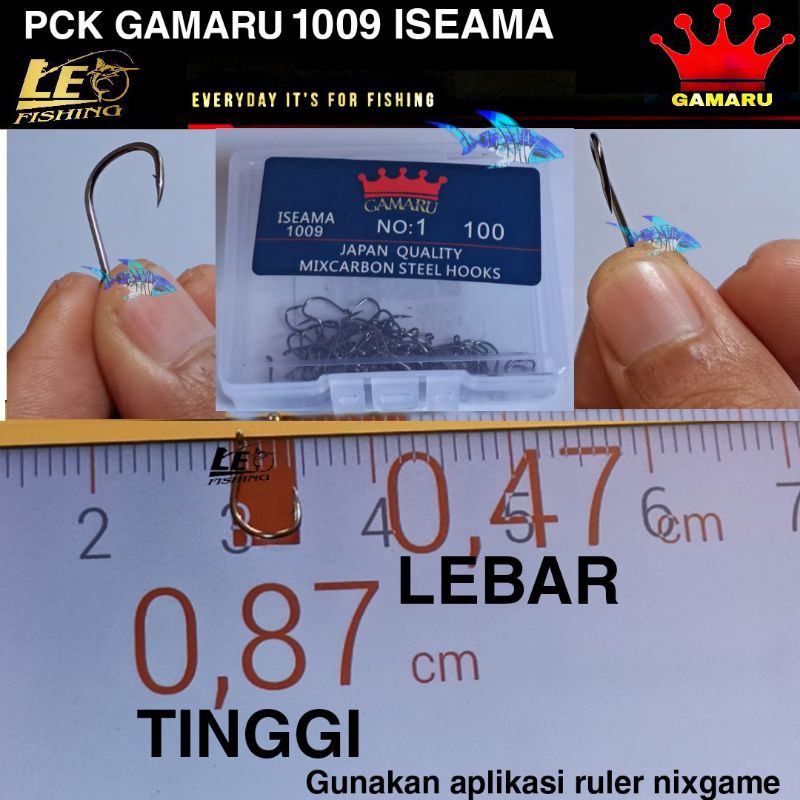 PCK GAMARU 1009 ISEAMA
LEO
FISHING
EVERYDAY IT'S FOR FISHING
GAMARU
GAMARU
ISEAMA
1009
NO:1
100
JAPAN QUALITY
MIXCARBON STEEL HOOKS
LEO
FISHING
2 3 4 5 6 7
0,47 cm
LEBAR
0,87 cm
TINGGI
Gunakan aplikasi ruler nixgame